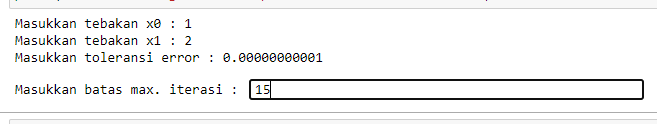 Masukkan tebakan x0 : 1
Masukkan tebakan x1 : 2
Masukkan toleransi error : 0.00000000001
Masukkan batas max. iterasi : 15